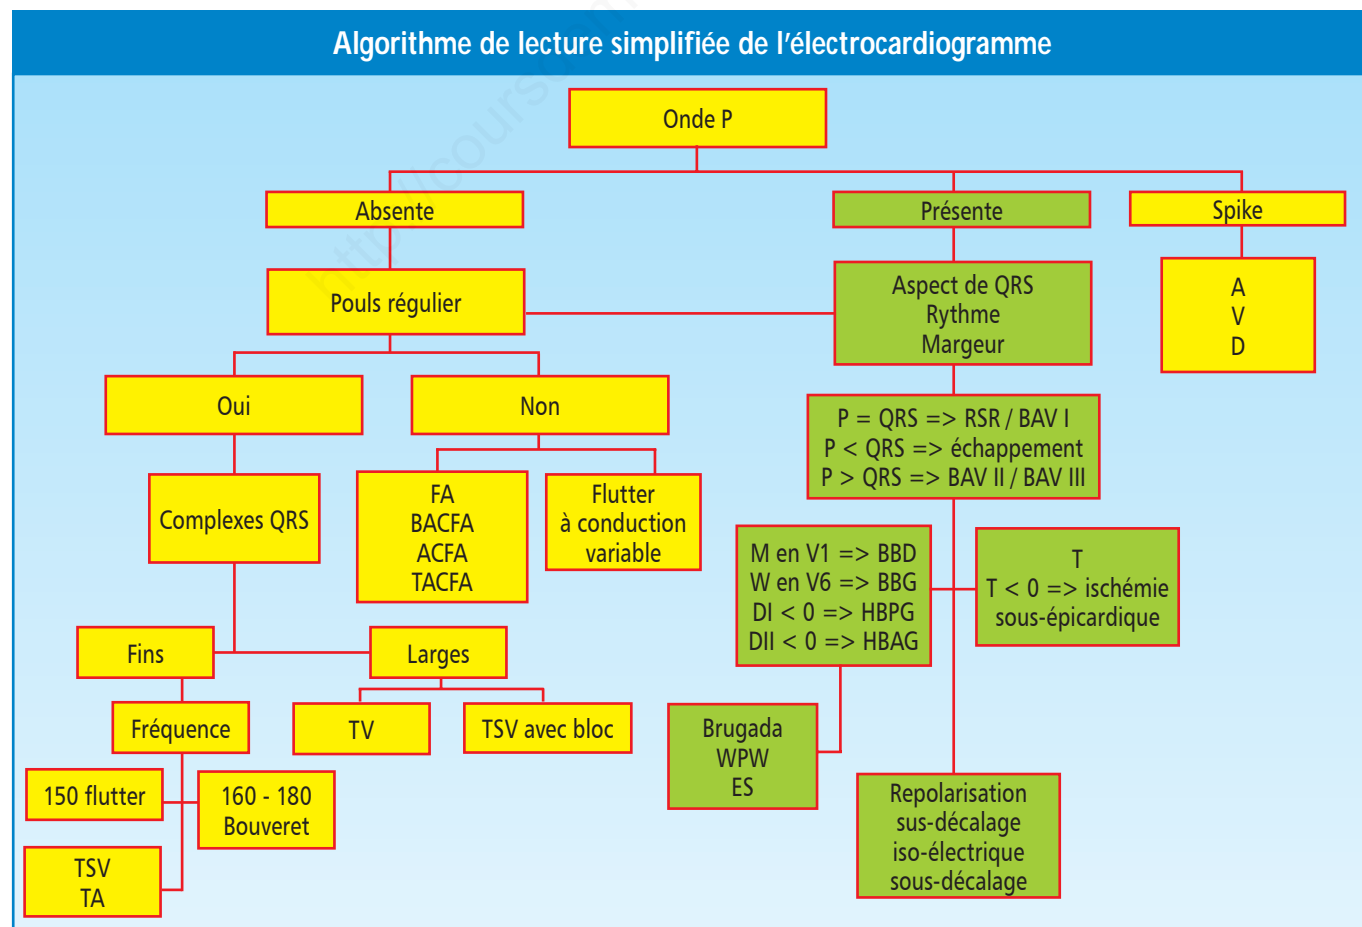 Algorithme de lecture simplifiée de l'électrocardiogramme
Onde P
Absente
Présente
Spike
Pouls régulier
Aspect de QRS
Rythme
Margeur
A
V
D
Oui
Non
P = QRS => RSR / BAV I
P < QRS => échappement
P > QRS => BAV II / BAV III
Complexes QRS
FA
BACFA
ACFA
TACFA
Flutter
à conduction
variable
M en V1 => BBD
W en V6 => BBG
DI < 0 => HBPG
DII < 0 => HBAG
T
T < 0 => ischémie
sous-épicardique
Fins
Larges
Fréquence
TV
TSV avec bloc
Brugada
WPW
ES
150 flutter
160 - 180
Bouveret
Repolarisation
sus-décalage
iso-électrique
sous-décalage
TSV
TA